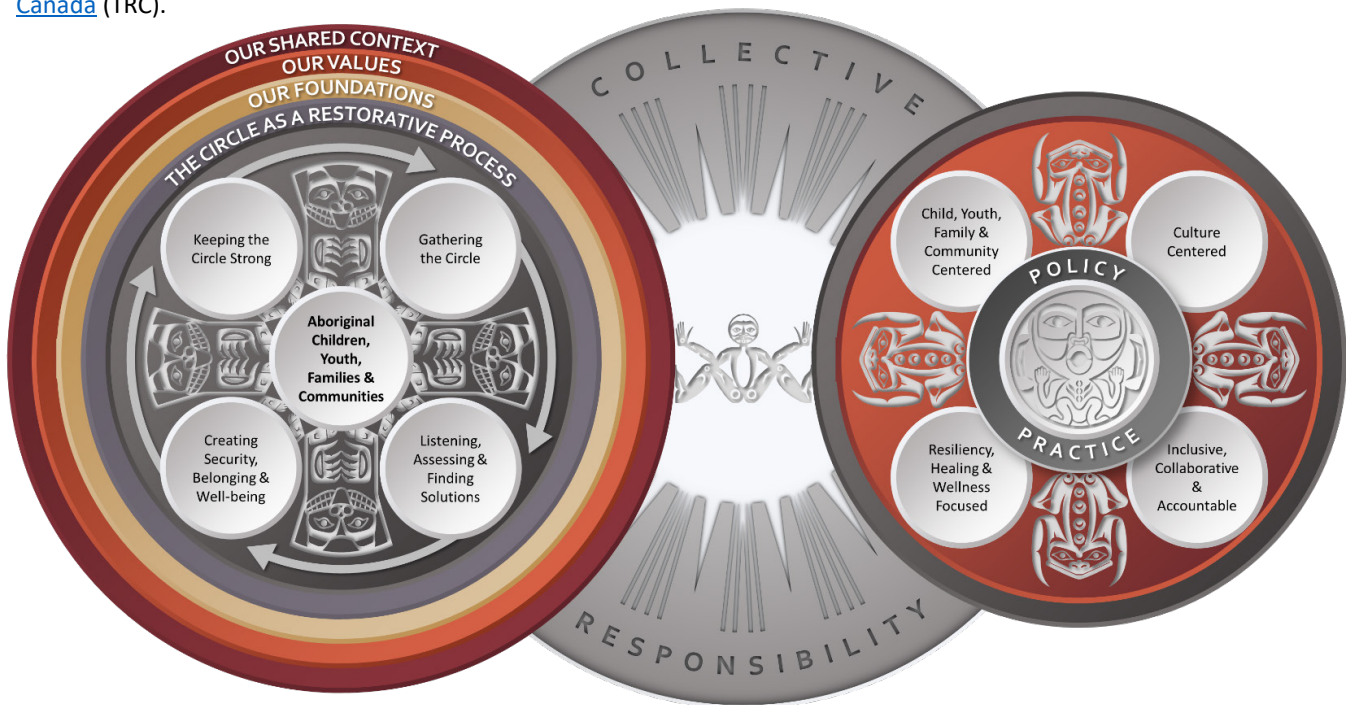 Canada (TRC).
OUR SHARED CONTEXT
OUR VALUES
OUR FOUNDATIONS
THE CIRCLE AS A RESTORATIVE PROCESS
Keeping the
Circle Strong
Gathering
the Circle
Aboriginal
Children,
Youth,
Families &
Communities
Creating
Security,
Belonging &
Well-being
Listening,
Assessing &
Finding
Solutions
COLLECTIVE
RESPONSIBILITY
Child, Youth,
Family &
Community
Centered
Culture
Centered
POLICY
PRACTICE
Resiliency,
Healing &
Wellness
Focused
Inclusive,
Collaborative
&
Accountable